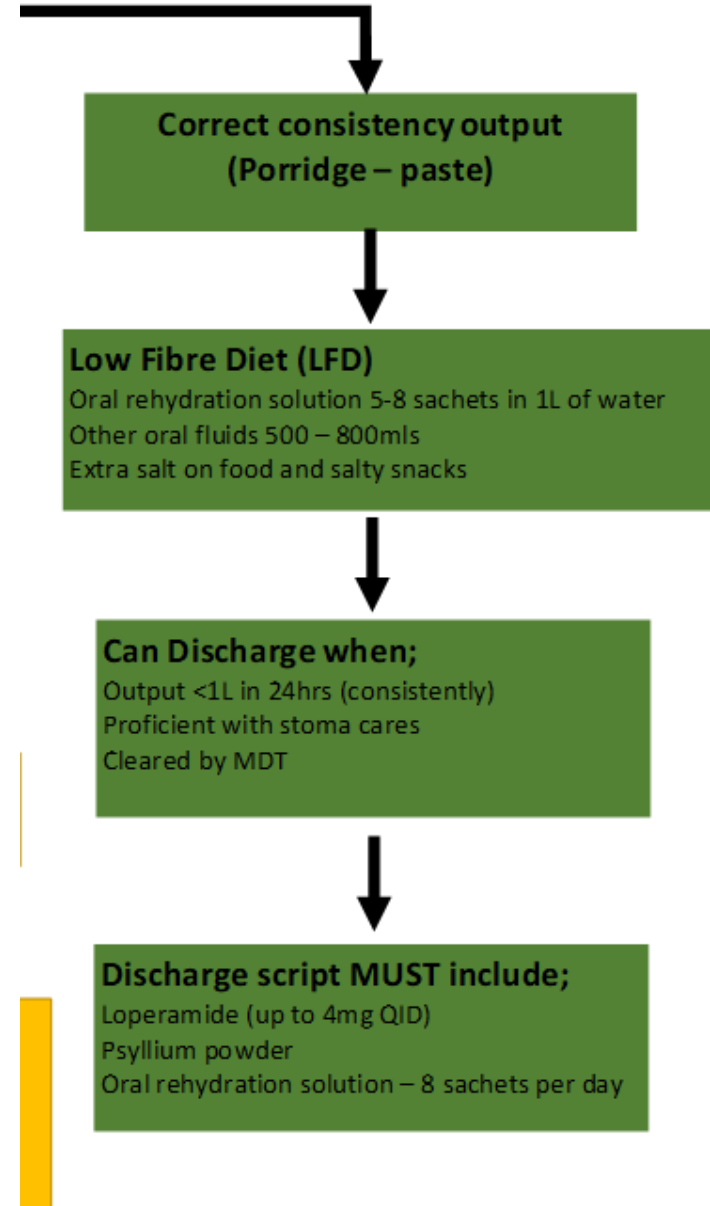 Correct consistency output
(Porridge – paste)
Low Fibre Diet (LFD)
Oral rehydration solution 5-8 sachets in 1L of water
Other oral fluids 500 – 800mls
Extra salt on food and salty snacks
Can Discharge when;
Output <1L in 24hrs (consistently)
Proficient with stoma cares
Cleared by MDT
Discharge script MUST include;
Loperamide (up to 4mg QID)
Psyllium powder
Oral rehydration solution – 8 sachets per day